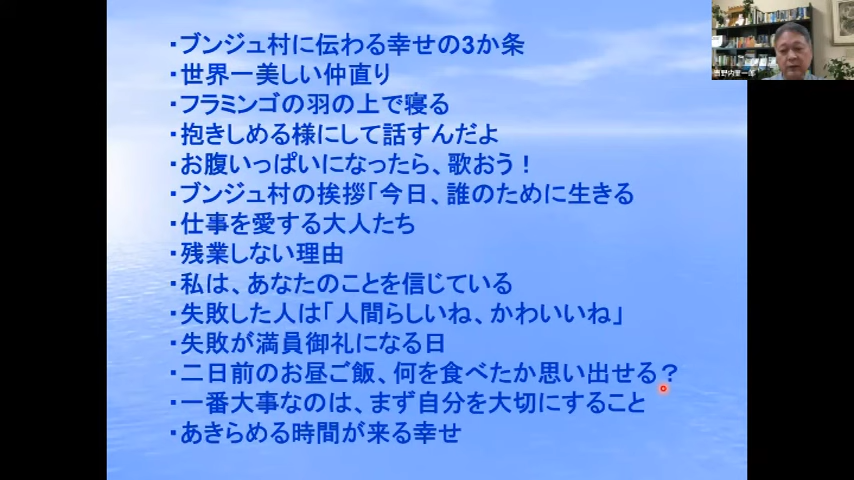 ・ブンジュ村に伝わる幸せの3か条
・世界一美しい仲直り
・フラミンゴの羽の上で寝る
・抱きしめる様にして話すんだよ
・お腹いっぱいになったら、歌おう！
・ブンジュ村の挨拶「今日、誰のために生きる
・仕事を愛する大人たち
・残業しない理由
・私は、あなたのことを信じている
・失敗した人は「人間らしいね、かわいいね」
・失敗が満員御礼になる日
・二日前のお昼ご飯、何を食べたか思い出せる？
・一番大事なのは、まず自分を大切にすること
・あきらめる時間が来る幸せ